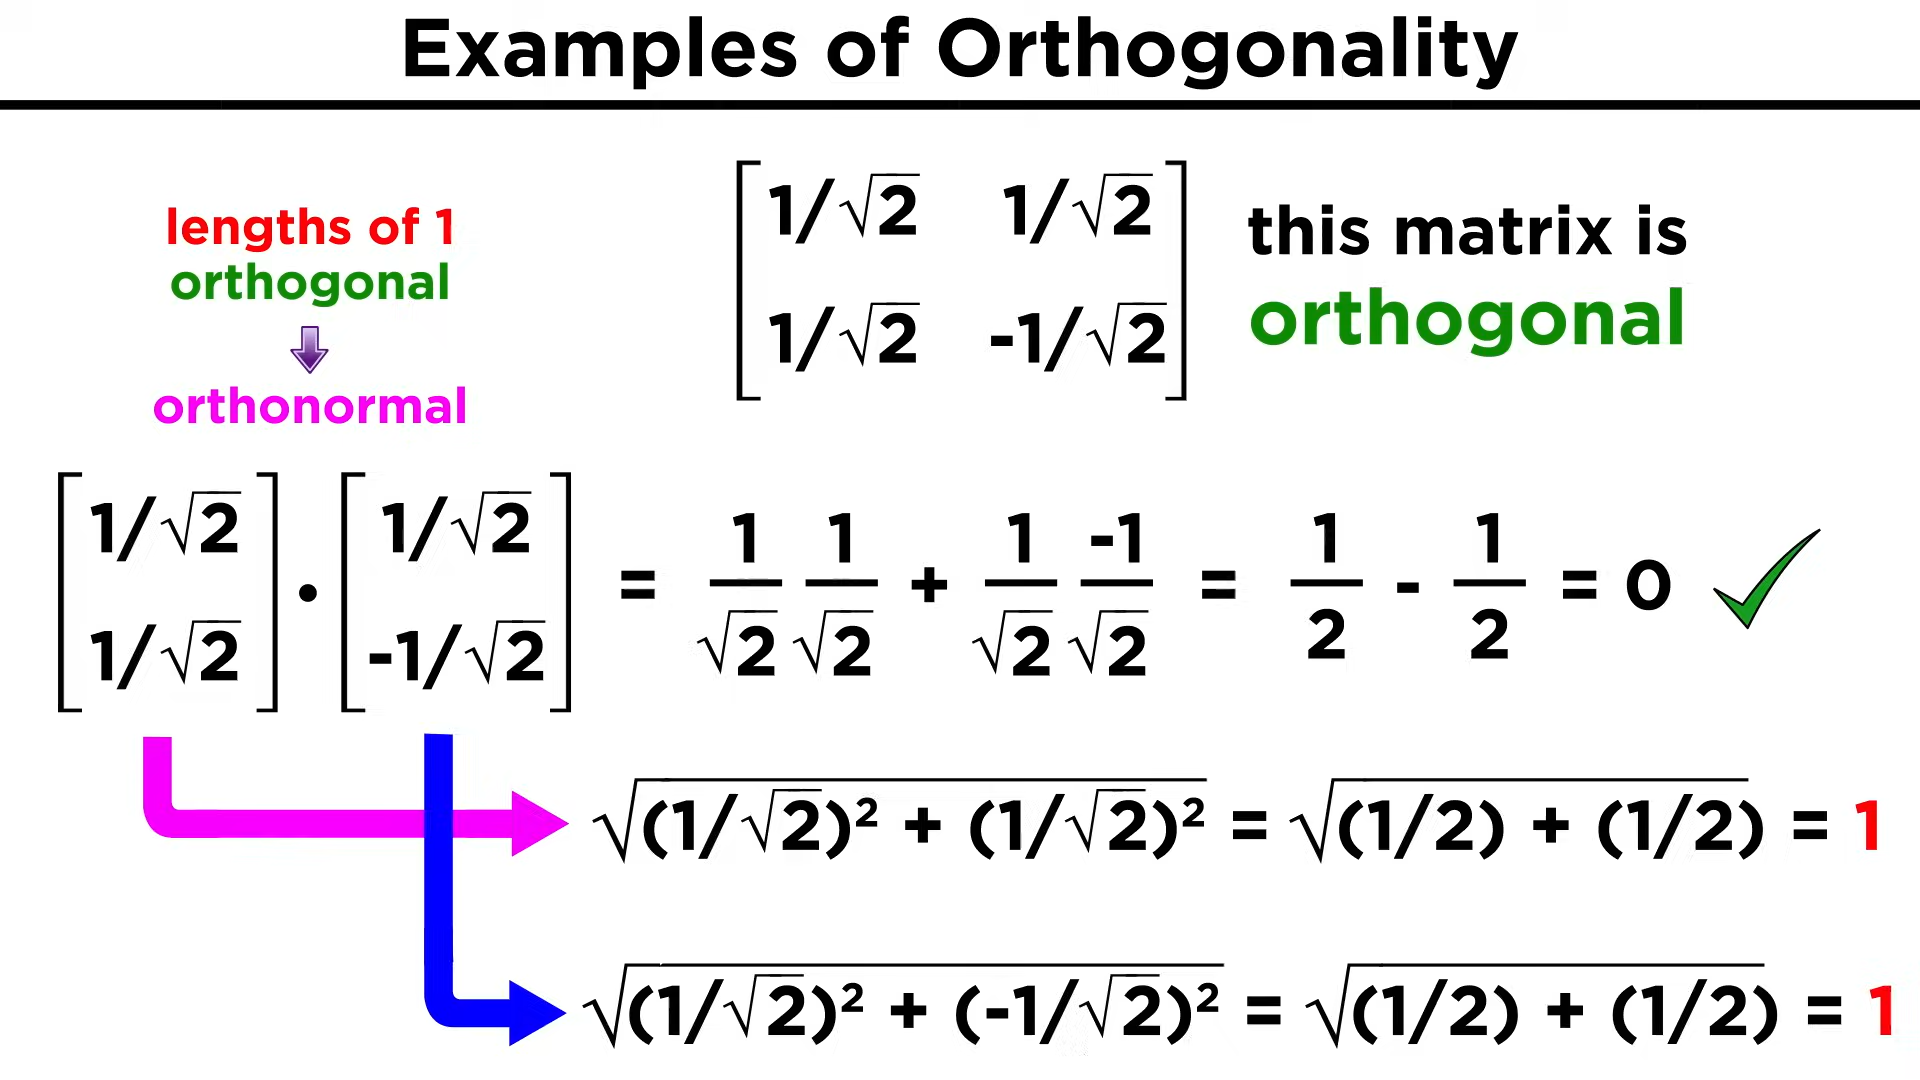 Examples of Orthogonality
lengths of 1
orthogonal
orthonormal
[1/√2 1/√2
1/√2 -1/√2]
this matrix is
orthogonal
[1/√2
1/√2] · [1/√2
-1/√2] = 1/√2 1/√2 + 1/√2 -1/√2 = 1/2 - 1/2 = 0 ✓
√((1/√2)² + (1/√2)²) = √((1/2) + (1/2)) = 1
√((1/√2)² + (-1/√2)²) = √((1/2) + (1/2)) = 1